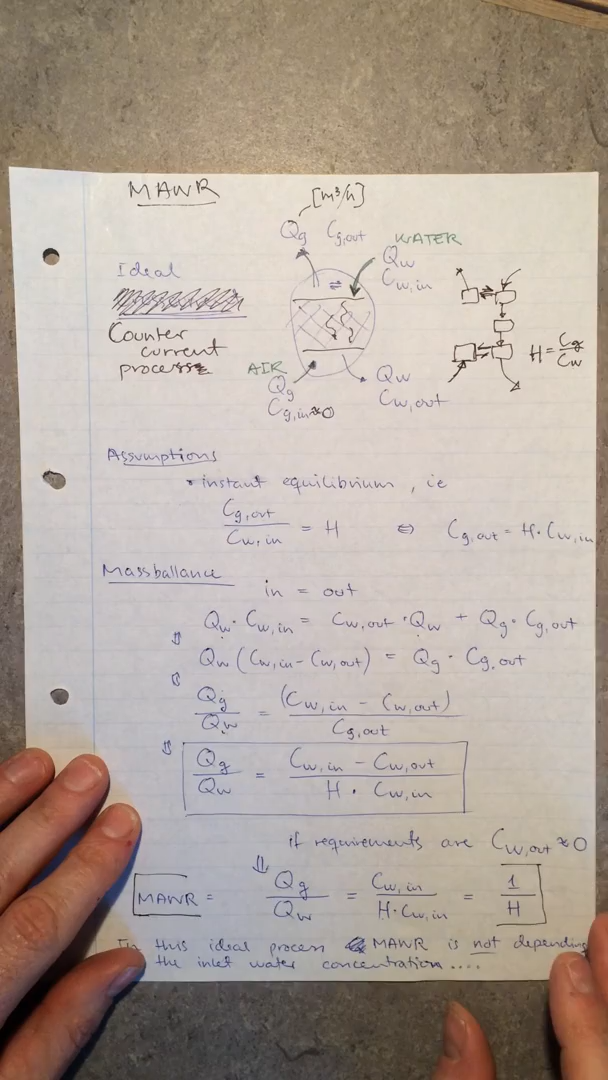 MAWR
[m³/h]
Qg Cg,out
WATER
Qw
Cw,in
Ideal
Counter
current
process
AIR
Qg
Cg,in≈0
Qw
Cw,out
H = Cg/Cw
Assumptions
• instant equilibrium, ie
Cg,out/Cw,in = H ⇔ Cg,out = H·Cw,in
Massballance
in = out
Qw · Cw,in = Cw,out · Qw + Qg · Cg,out
⇓ Qw (Cw,in - Cw,out) = Qg · Cg,out
⇓ Qg/Qw = (Cw,in - Cw,out)/Cg,out
⇓ Qg/Qw = Cw,in - Cw,out/H · Cw,in
if requirements are Cw,out ≈ 0
⇓
MAWR = Qg/Qw = Cw,in/H·Cw,in = 1/H
In this ideal process MAWR is not depending
the inlet water concentration....